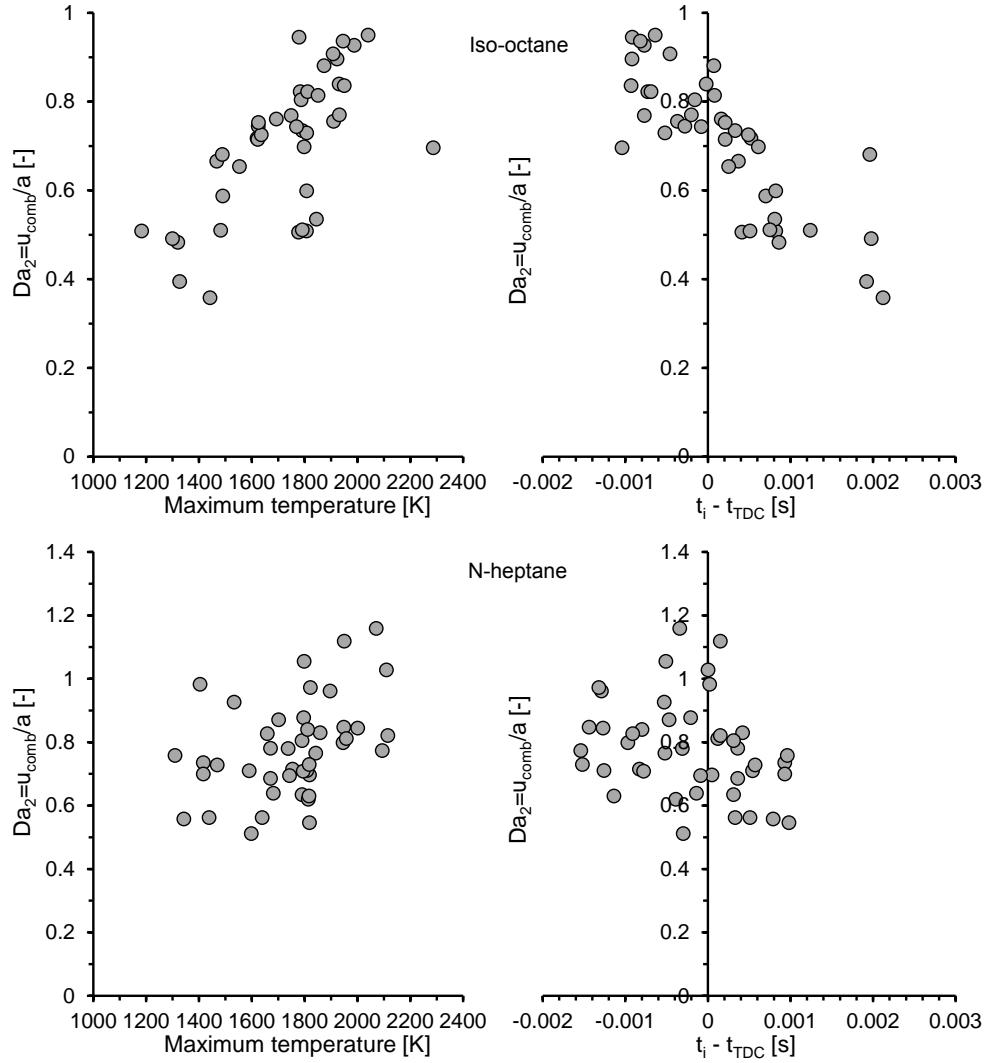 Iso-octane
Da2=ucomb/a [-]
1
0.8
0.6
0.4
0.2
0
1000 1200 1400 1600 1800 2000 2200 2400
Maximum temperature [K]
Da2=ucomb/a [-]
1
0.8
0.6
0.4
0.2
0
-0.002 -0.001 0 0.001 0.002 0.003
ti - tTDC [s]
N-heptane
Da2=ucomb/a [-]
1.4
1.2
1
0.8
0.6
0.4
0.2
0
1000 1200 1400 1600 1800 2000 2200 2400
Maximum temperature [K]
Da2=ucomb/a [-]
1.4
1.2
1
0.8
0.6
0.4
0.2
0
-0.002 -0.001 0 0.001 0.002 0.003
ti - tTDC [s]